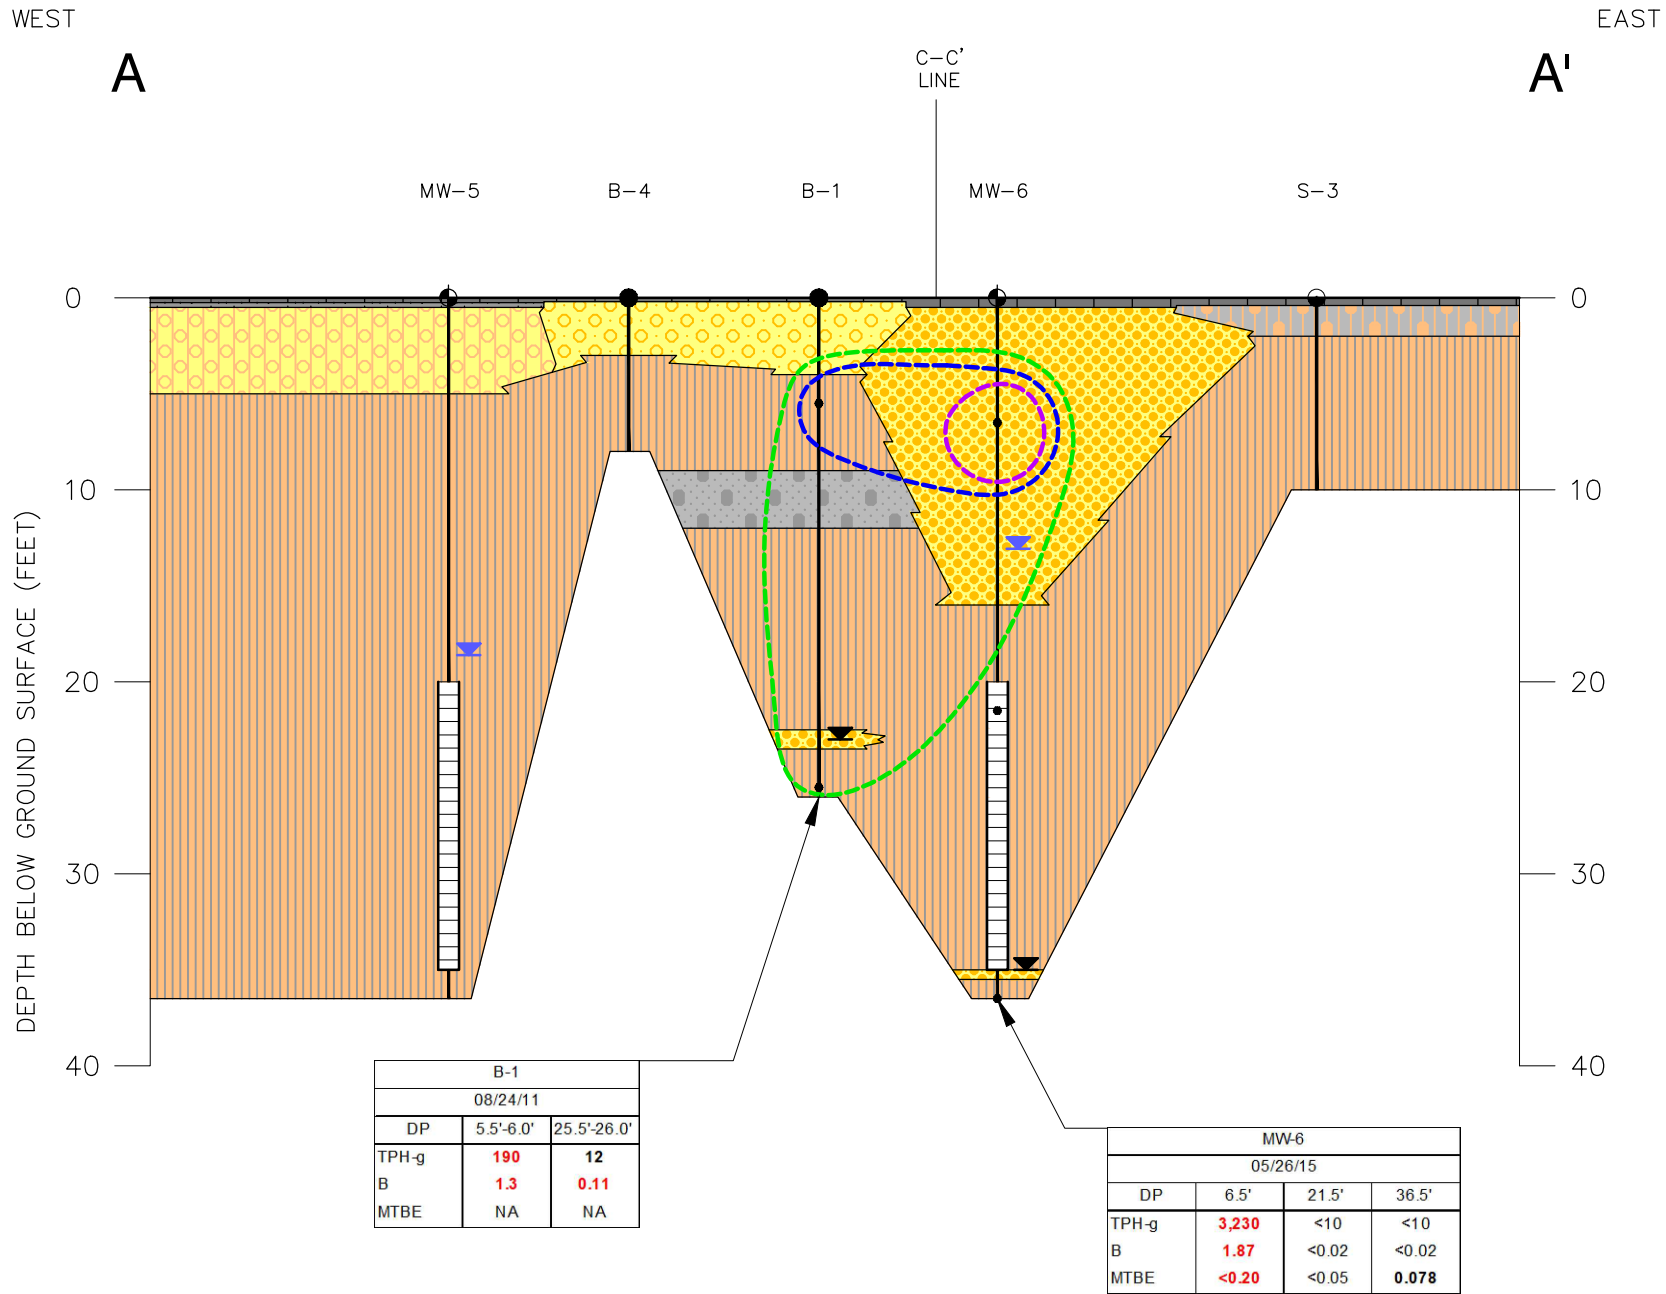 WEST
EAST
A
A'
C-C'
LINE
MW-5
B-4
B-1
MW-6
S-3
0
0
10
10
20
20
30
30
40
40
DEPTH BELOW GROUND SURFACE (FEET)
B-1
08/24/11
DP 5.5'-6.0' 25.5'-26.0'
TPH-g 190 12
B 1.3 0.11
MTBE NA NA
MW-6
05/26/15
DP 6.5' 21.5' 36.5'
TPH-g 3,230 <10 <10
B 1.87 <0.02 <0.02
MTBE <0.20 <0.05 0.078